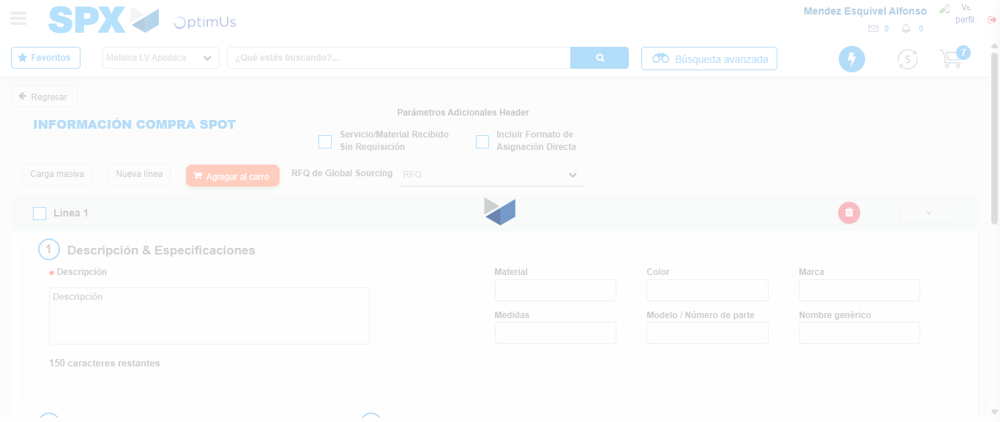 SPX
OptimUs
Mendez Esquivel Alfonso
Ve
perfil
0
0
Favoritos
Metalsa LV Apodaca
¿Qué estás buscando?...
Búsqueda avanzada
7
Regresar
INFORMACIÓN COMPRA SPOT
Parámetros Adicionales Header
Servicio/Material Recibido
Sin Requisición
Incluir Formato de
Asignación Directa
Carga masiva
Nueva línea
Agregar al carro
RFQ de Global Sourcing
RFQ
Línea 1
1
Descripción & Especificaciones
* Descripción
Descripción
150 caracteres restantes
Material
Color
Marca
Medidas
Modelo / Número de parte
Nombre genérico